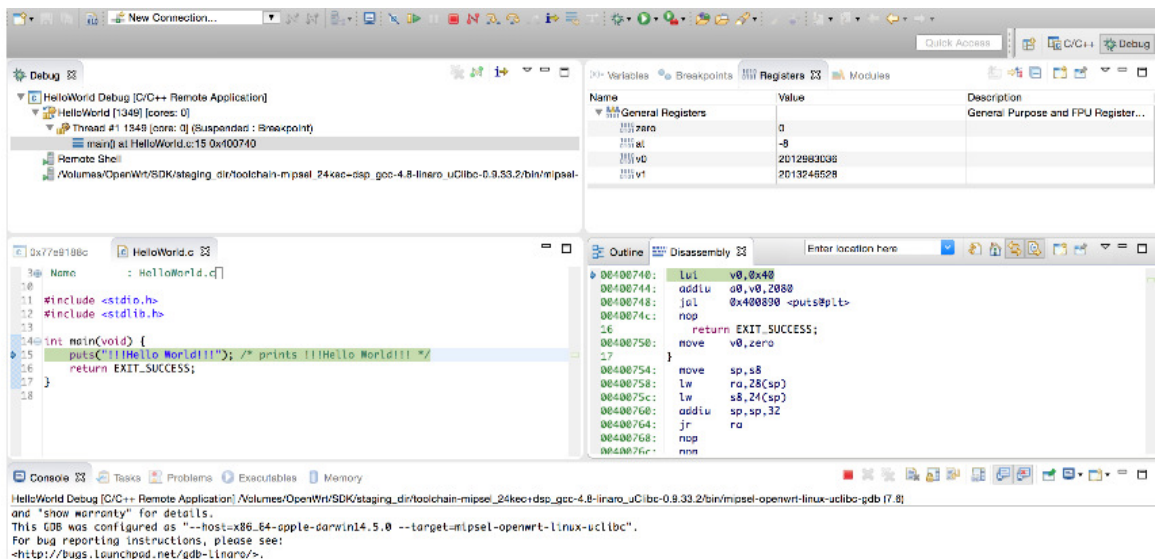 New Connection...
Quick Access
C/C++
Debug
Debug
HelloWorld Debug [C/C++ Remote Application]
HelloWorld [1349] [cores: 0]
Thread #1 1349 [core: 0] (Suspended : Breakpoint)
main() at HelloWorld.c:15 0x400740
Remote Shell
/Volumes/OpenWrt/SDK/staging_dir/toolchain-mipsel_24kec+dsp_gcc-4.8-linaro_uClibc-0.9.33.2/bin/mipsel-
Variables Breakpoints Registers Modules
Name Value Description
General Registers General Purpose and FPU Register...
zero 0
at -8
v0 2012983036
v1 2013246528
0x77e9188c HelloWorld.c
3 Name : HelloWorld.c
10
11 #include <stdio.h>
12 #include <stdlib.h>
13
14 int main(void) {
15 puts("!!!Hello World!!!"); /* prints !!!Hello World!!! */
16 return EXIT_SUCCESS;
17 }
18
Outline Disassembly Enter location here
00400740: lui v0,0x40
00400744: addiu a0,v0,2080
00400748: jal 0x400890 <puts@plt>
0040074c: nop
16 return EXIT_SUCCESS;
00400750: move v0,zero
17 }
00400754: move sp,s8
00400758: lw ra,28(sp)
0040075c: lw s8,24(sp)
00400760: addiu sp,sp,32
00400764: jr ra
00400768: nop
0040076c: nop
Console Tasks Problems Executables Memory
HelloWorld Debug [C/C++ Remote Application] /Volumes/OpenWrt/SDK/staging_dir/toolchain-mipsel_24kec+dsp_gcc-4.8-linaro_uClibc-0.9.33.2/bin/mipsel-openwrt-linux-uclibc-gdb (7.8)
and "show warranty" for details.
This GDB was configured as "--host=x86_64-apple-darwin14.5.0 --target=mipsel-openwrt-linux-uclibc".
For bug reporting instructions, please see:
<http://bugs.launchpad.net/gdb-linaro/>.